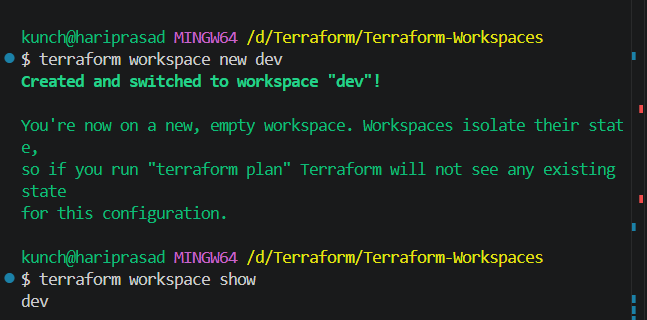 kunch@hariprasad MINGW64 /d/Terraform/Terraform-Workspaces
$ terraform workspace new dev
Created and switched to workspace "dev"!
You're now on a new, empty workspace. Workspaces isolate their stat
e,
so if you run "terraform plan" Terraform will not see any existing
state
for this configuration.
kunch@hariprasad MINGW64 /d/Terraform/Terraform-Workspaces
$ terraform workspace show
dev